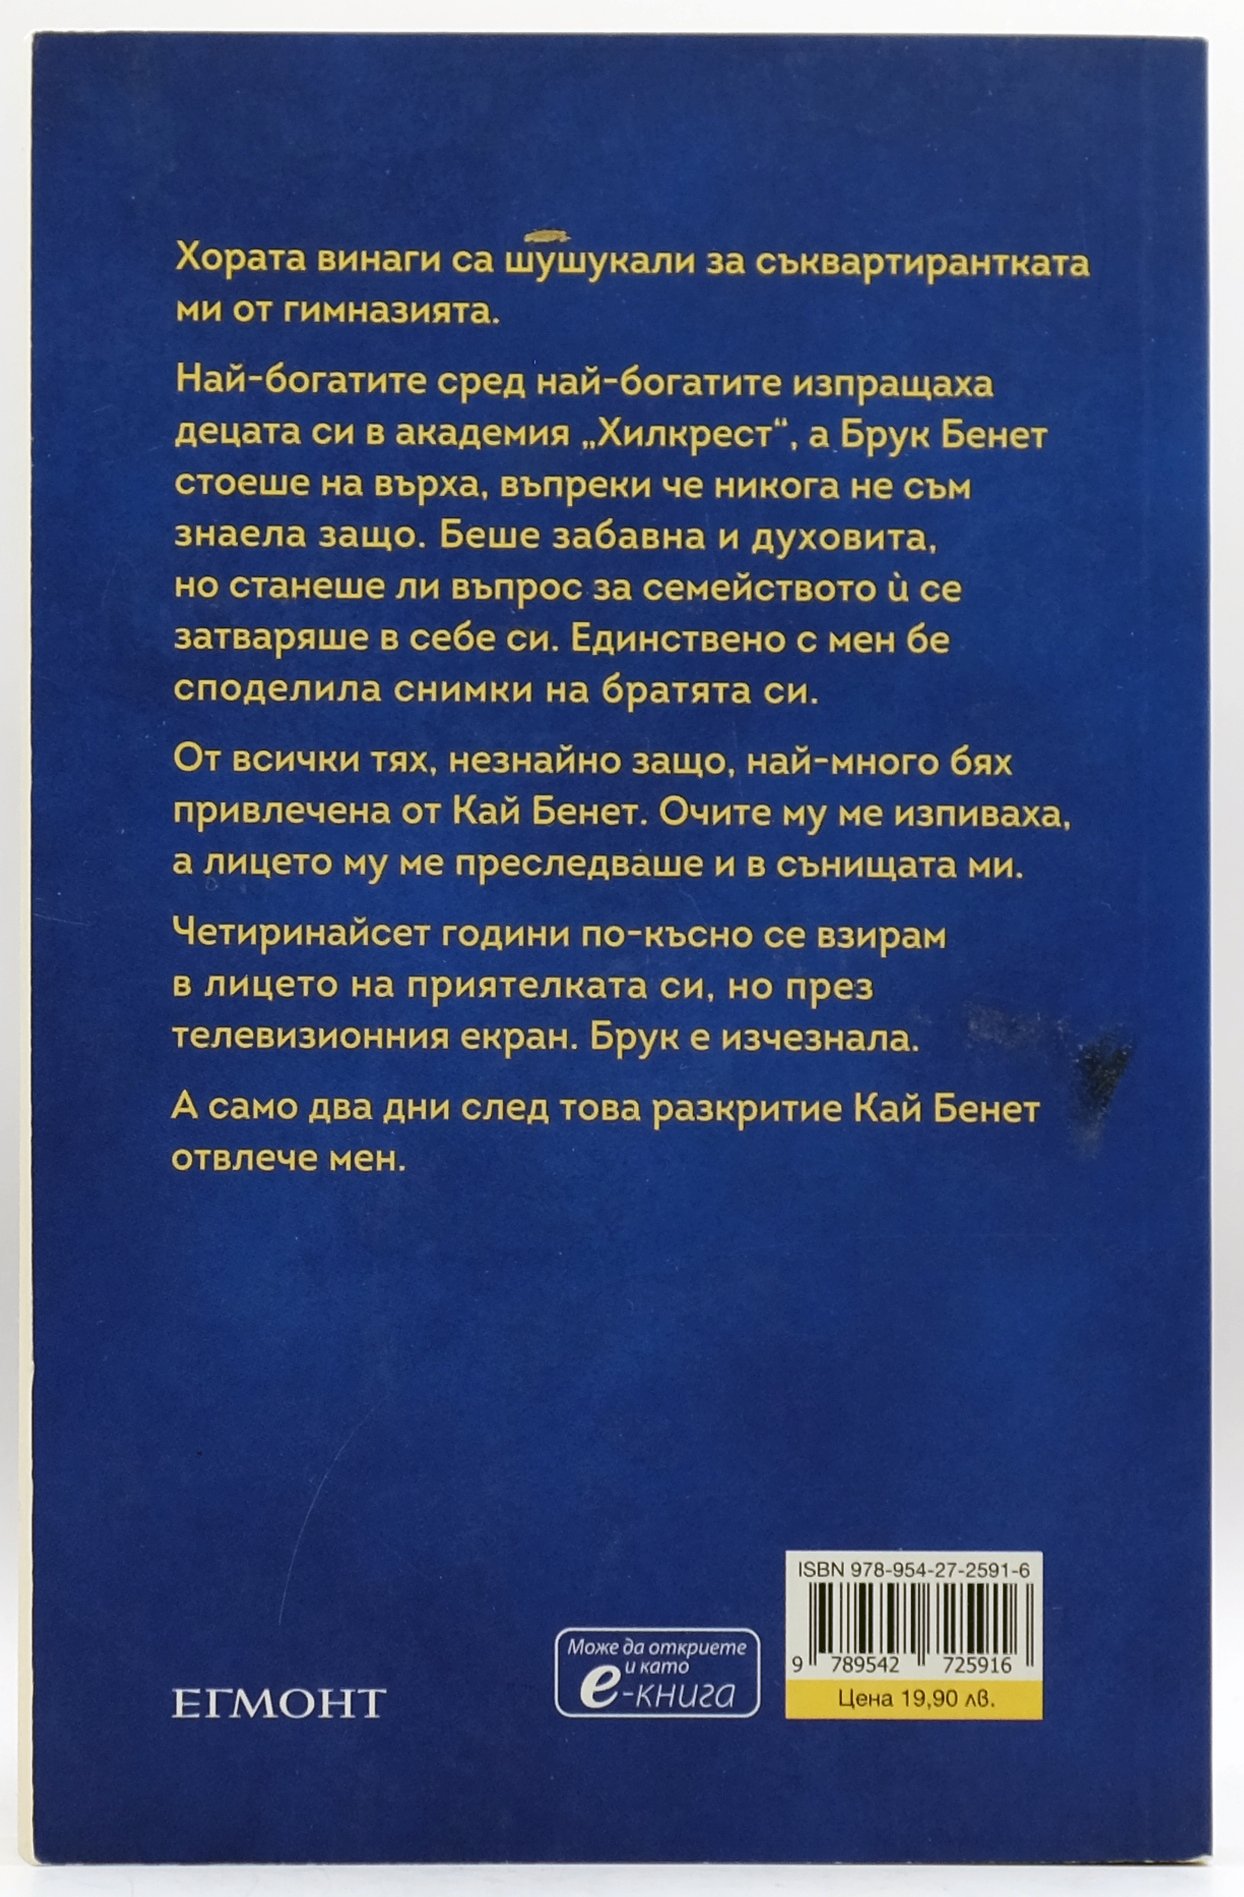 Хората винаги са шушукали за съквартирантката
ми от гимназията.
Най-богатите сред най-богатите изпращаха
децата си в академия „Хилкрест“, а Брук Бенет
стоеше на върха, въпреки че никога не съм
знаела защо. Беше забавна и духовита,
но станеше ли въпрос за семейството ѝ се
затваряше в себе си. Единствено с мен бе
споделила снимки на братята си.
От всички тях, незнайно защо, най-много бях
привлечена от Кай Бенет. Очите му ме изпиваха,
а лицето му ме преследваше и в сънищата ми.
Четиринайсет години по-късно се взирам
в лицето на приятелката си, но през
телевизионния екран. Брук е изчезнала.
А само два дни след това разкритие Кай Бенет
отвлече мен.
ISBN 978-954-27-2591-6
9 789542 725916
Цена 19,90 лв.
Може да откриете
и като
е-книга
ЕГМОНТ